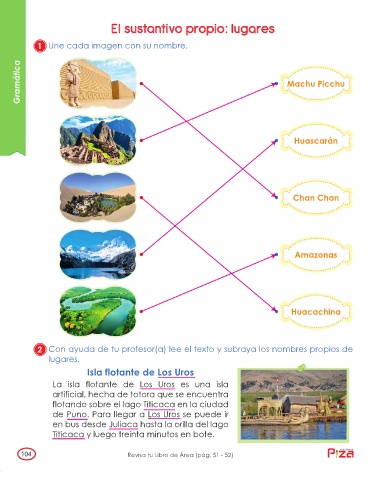 El sustantivo propio: lugares
1 Une cada imagen con su nombre.
Gramática
Machu Picchu
Huascarán
Chan Chan
Amazonas
Huacachina
2 Con ayuda de tu profesor(a) lee el texto y subraya los nombres propios de
lugares.
Isla flotante de Los Uros
La isla flotante de Los Uros es una isla
artificial, hecha de totora que se encuentra
flotando sobre el lago Titicaca en la ciudad
de Puno. Para llegar a Los Uros se puede ir
en bus desde Juliaca hasta la orilla del lago
Titicaca y luego treinta minutos en bote.
104
Revisa tu Libro de Área (pág. 51 - 52)
Piza